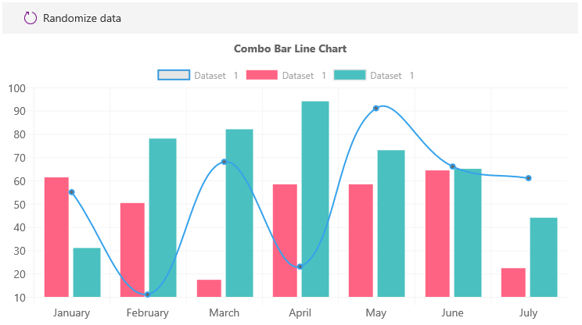 Randomize data
Combo Bar Line Chart
Dataset 1 Dataset 1 Dataset 1
100
90
80
70
60
50
40
30
20
10
January February March April May June July